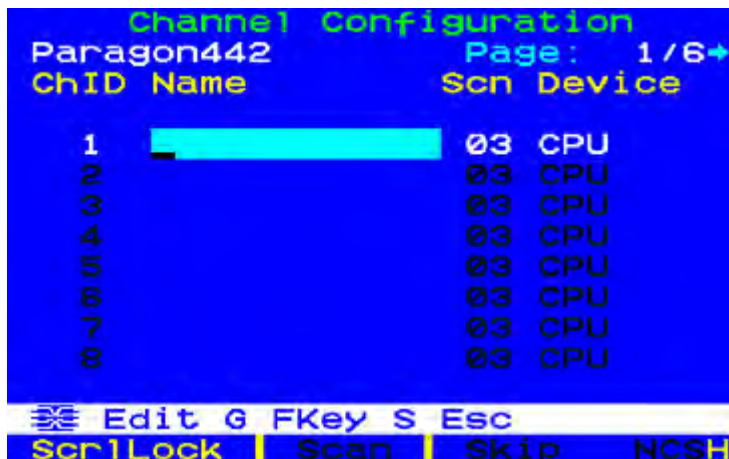 Channel Configuration
Paragon442 Page: 1/6→
ChID Name Scn Device
1 03 CPU
2 03 CPU
3 03 CPU
4 03 CPU
5 03 CPU
6 03 CPU
7 03 CPU
8 03 CPU
Edit G FKey S Esc
ScrlLock Scan Skip NCSH